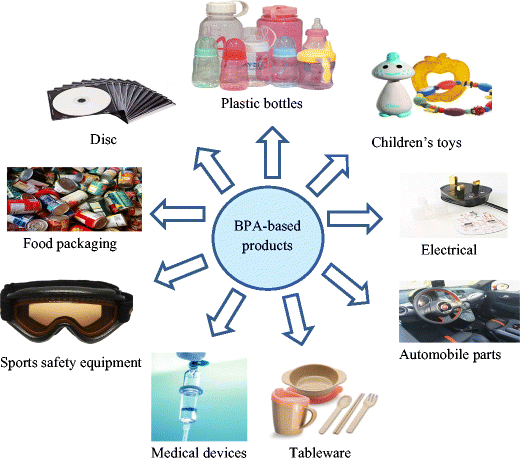 Plastic bottles
Disc
Children's toys
Food packaging
BPA-based
products
Electrical
Sports safety equipment
Automobile parts
Medical devices
Tableware